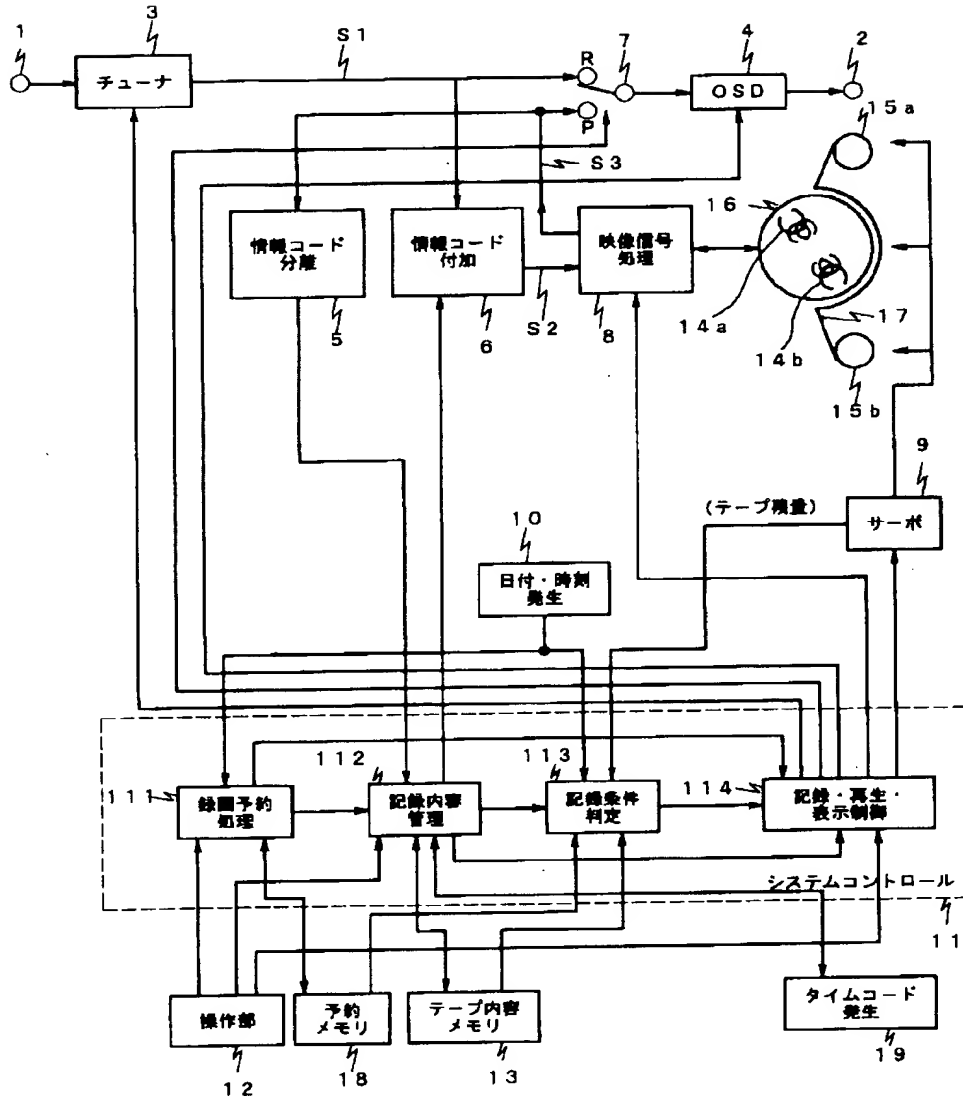 1
3
チューナ
S1
R
7
4
OSD
2
P
S3
15a
情報コード
分離
5
情報コード
付加
6
S2
映像信号
処理
8
16
14a
14b
17
15b
9
サーボ
(テープ残量)
10
日付・時刻
発生
111
録画予約
処理
112
記録内容
管理
113
記録条件
判定
114
記録・再生・
表示制御
システムコントロール
11
操作部
12
予約
メモリ
18
テープ内容
メモリ
13
タイムコード
発生
19